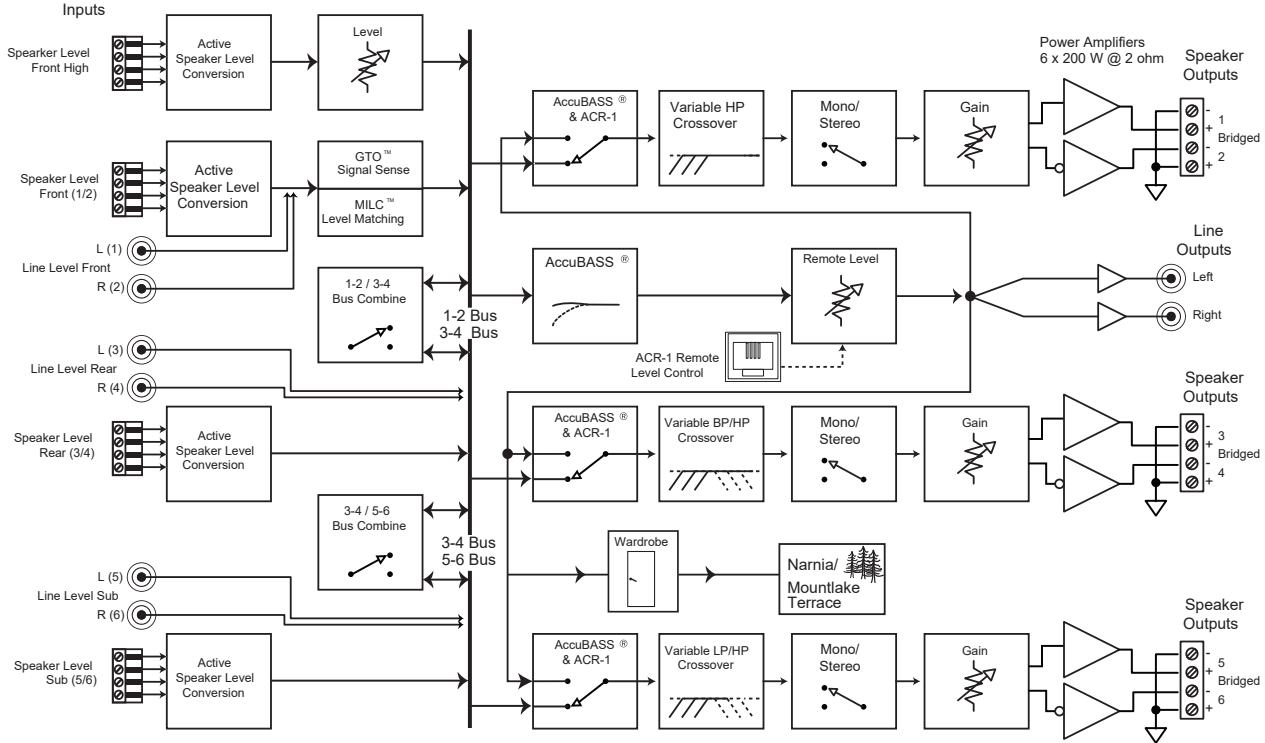 Inputs
Spearker Level
Front High
Active
Speaker Level
Conversion
Level
Speaker Level
Front (1/2)
Active
Speaker Level
Conversion
GTO™
Signal Sense
MILC™
Level Matching
L (1)
Line Level Front
R (2)
1-2 / 3-4
Bus Combine
1-2 Bus
3-4 Bus
L (3)
Line Level Rear
R (4)
Speaker Level
Rear (3/4)
Active
Speaker Level
Conversion
3-4 / 5-6
Bus Combine
3-4 Bus
5-6 Bus
L (5)
Line Level Sub
R (6)
Speaker Level
Sub (5/6)
Active
Speaker Level
Conversion
AccuBASS ®
& ACR-1
Variable HP
Crossover
Mono/
Stereo
Gain
Power Amplifiers
6 x 200 W @ 2 ohm
Speaker
Outputs
-
1
+
Bridged
-
2
+
AccuBASS ®
Remote Level
ACR-1 Remote
Level Control
Line
Outputs
Left
Right
AccuBASS ®
& ACR-1
Variable BP/HP
Crossover
Mono/
Stereo
Gain
Speaker
Outputs
-
3
+
Bridged
-
4
+
Wardrobe
Narnia/
Mountlake
Terrace
AccuBASS ®
& ACR-1
Variable LP/HP
Crossover
Mono/
Stereo
Gain
Speaker
Outputs
-
5
+
Bridged
-
6
+